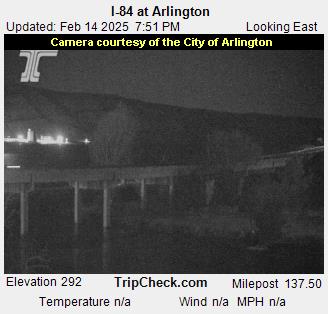 I-84 at Arlington
Updated: Feb 14 2025 7:51 PM Looking East
Camera courtesy of the City of Arlington
Elevation 292 TripCheck.com Milepost 137.50
Temperature n/a Wind n/a MPH n/a